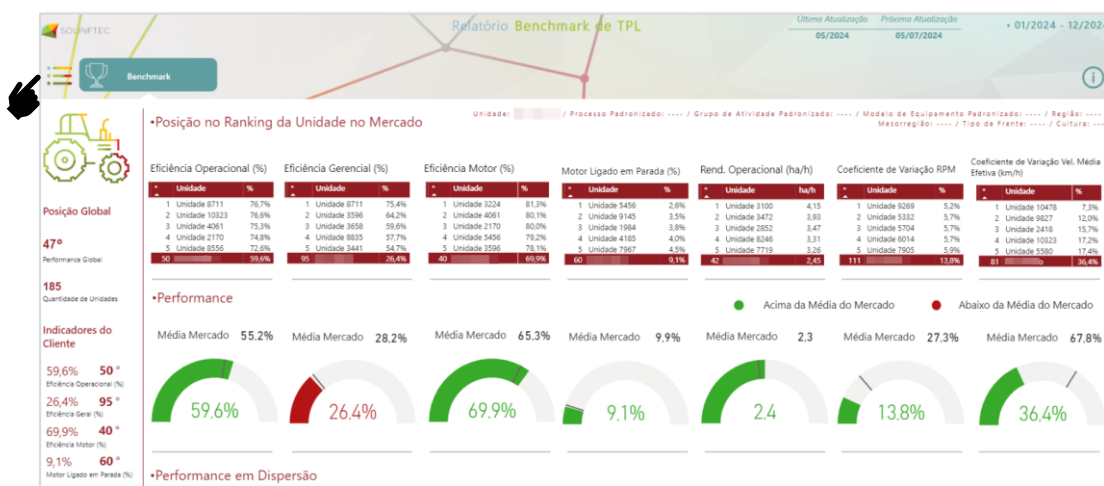 SOLINFTEC
Relatório Benchmark de TPL
Última Atualização Próxima Atualização
05/2024 05/07/2024
• 01/2024 - 12/202
Benchmark
•Posição no Ranking da Unidade no Mercado
Unidade: / Processo Padronizado: ---- / Grupo de Atividade Padronizado: ---- / Modelo de Equipamento Padronizado: ---- / Região: ----
Mesorregião: ---- / Tipo de Frente: ---- / Cultura: ---
Eficiência Operacional (%)
Unidade %
1 Unidade 8711 76,7%
2 Unidade 10323 76,6%
3 Unidade 4061 75,3%
4 Unidade 2170 74,8%
5 Unidade 8556 72,6%
50 59,6%
Eficiência Gerencial (%)
Unidade %
1 Unidade 8711 75,4%
2 Unidade 3596 64,2%
3 Unidade 3658 59,6%
4 Unidade 8835 57,7%
5 Unidade 3441 54,7%
95 26,4%
Eficiência Motor (%)
Unidade %
1 Unidade 3224 81,3%
2 Unidade 4061 80,1%
3 Unidade 2170 80,0%
4 Unidade 5456 79,2%
5 Unidade 3596 78,1%
40 69,9%
Motor Ligado em Parada (%)
Unidade %
1 Unidade 5456 2,6%
2 Unidade 9145 3,5%
3 Unidade 1984 3,8%
4 Unidade 4185 4,0%
5 Unidade 7967 4,5%
60 9,1%
Rend. Operacional (ha/h)
Unidade ha/h
1 Unidade 3100 4,15
2 Unidade 3472 3,93
3 Unidade 2852 3,47
4 Unidade 8246 3,31
5 Unidade 7719 3,26
42 2,45
Coeficiente de Variação RPM
Unidade %
1 Unidade 9269 5,2%
2 Unidade 5332 5,7%
3 Unidade 5704 5,7%
4 Unidade 6014 5,7%
5 Unidade 7905 5,9%
111 13,8%
Coeficiente de Variação Vel. Média
Efetiva (km/h)
Unidade %
1 Unidade 10478 7,3%
2 Unidade 9827 12,0%
3 Unidade 2418 15,7%
4 Unidade 10323 17,2%
5 Unidade 5580 17,4%
81 36,4%
Posição Global
47º
Performance Global
185
Quantidade de Unidades
Indicadores do
Cliente
59,6% 50 º
Eficiência Operacional (%)
26,4% 95 º
Eficiência Geral (%)
69,9% 40 º
Eficiência Motor (%)
9,1% 60 º
Motor Ligado em Parada (%)
•Performance
Acima da Média do Mercado Abaixo da Média do Mercado
Média Mercado 55,2%
59.6%
Média Mercado 28,2%
26.4%
Média Mercado 65,3%
69.9%
Média Mercado 9.9%
9.1%
Média Mercado 2,3
2.4
Média Mercado 27,3%
13.8%
Média Mercado 67,8%
36.4%
•Performance em Dispersão